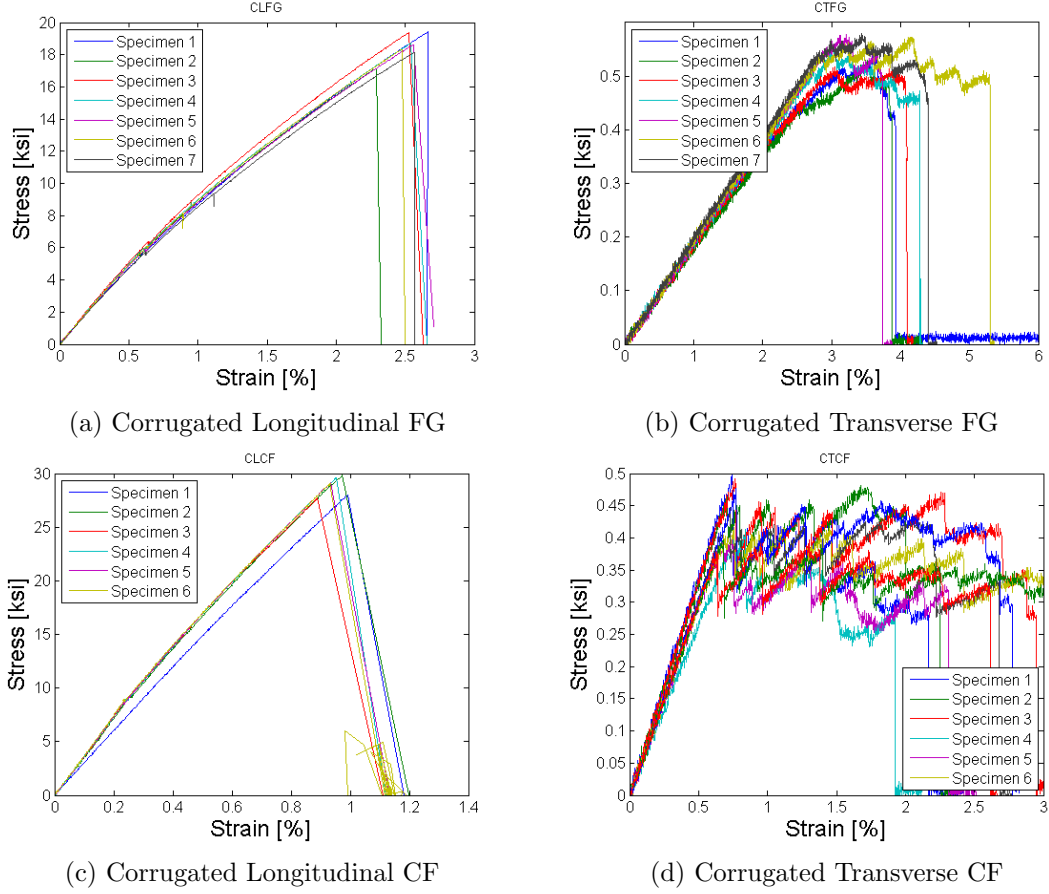 CLFG
Stress [ksi]
20
18
16
14
12
10
8
6
4
2
0
Specimen 1
Specimen 2
Specimen 3
Specimen 4
Specimen 5
Specimen 6
Specimen 7
0 0.5 1 1.5 2 2.5 3
Strain [%]
(a) Corrugated Longitudinal FG
CTFG
Stress [ksi]
0.5
0.4
0.3
0.2
0.1
0
Specimen 1
Specimen 2
Specimen 3
Specimen 4
Specimen 5
Specimen 6
Specimen 7
0 1 2 3 4 5 6
Strain [%]
(b) Corrugated Transverse FG
CLCF
Stress [ksi]
30
25
20
15
10
5
0
Specimen 1
Specimen 2
Specimen 3
Specimen 4
Specimen 5
Specimen 6
0 0.2 0.4 0.6 0.8 1 1.2 1.4
Strain [%]
(c) Corrugated Longitudinal CF
CTCF
Stress [ksi]
0.5
0.45
0.4
0.35
0.3
0.25
0.2
0.15
0.1
0.05
0
Specimen 1
Specimen 2
Specimen 3
Specimen 4
Specimen 5
Specimen 6
0 0.5 1 1.5 2 2.5 3
Strain [%]
(d) Corrugated Transverse CF